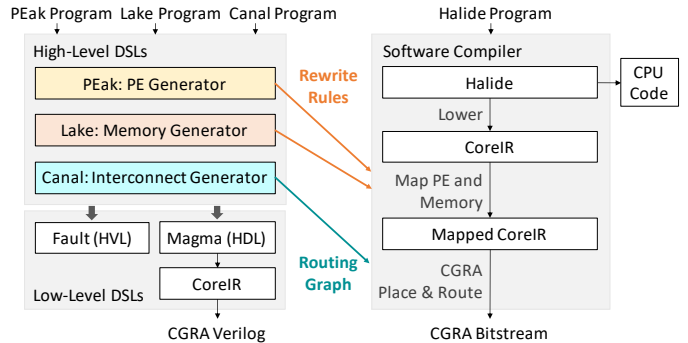 PEak Program
Lake Program
Canal Program
Halide Program
High-Level DSLs
PEak: PE Generator
Lake: Memory Generator
Canal: Interconnect Generator
Fault (HVL)
Magma (HDL)
CoreIR
Low-Level DSLs
CGRA Verilog
Rewrite
Rules
Routing
Graph
Software Compiler
Halide
CPU
Code
Lower
CoreIR
Map PE and
Memory
Mapped CoreIR
CGRA
Place & Route
CGRA Bitstream